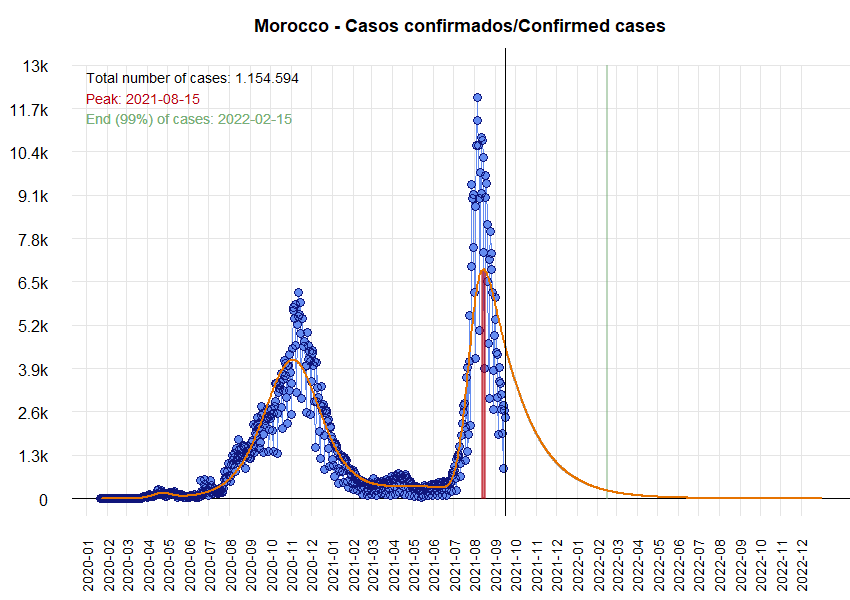 Morocco - Casos confirmados/Confirmed cases
13k
11.7k
10.4k
9.1k
7.8k
6.5k
5.2k
3.9k
2.6k
1.3k
0
Total number of cases: 1.154.594
Peak: 2021-08-15
End (99%) of cases: 2022-02-15
2020-01
2020-02
2020-03
2020-04
2020-05
2020-06
2020-07
2020-08
2020-09
2020-10
2020-11
2020-12
2021-01
2021-02
2021-03
2021-04
2021-05
2021-06
2021-07
2021-08
2021-09
2021-10
2021-11
2021-12
2022-01
2022-02
2022-03
2022-04
2022-05
2022-06
2022-07
2022-08
2022-09
2022-10
2022-11
2022-12